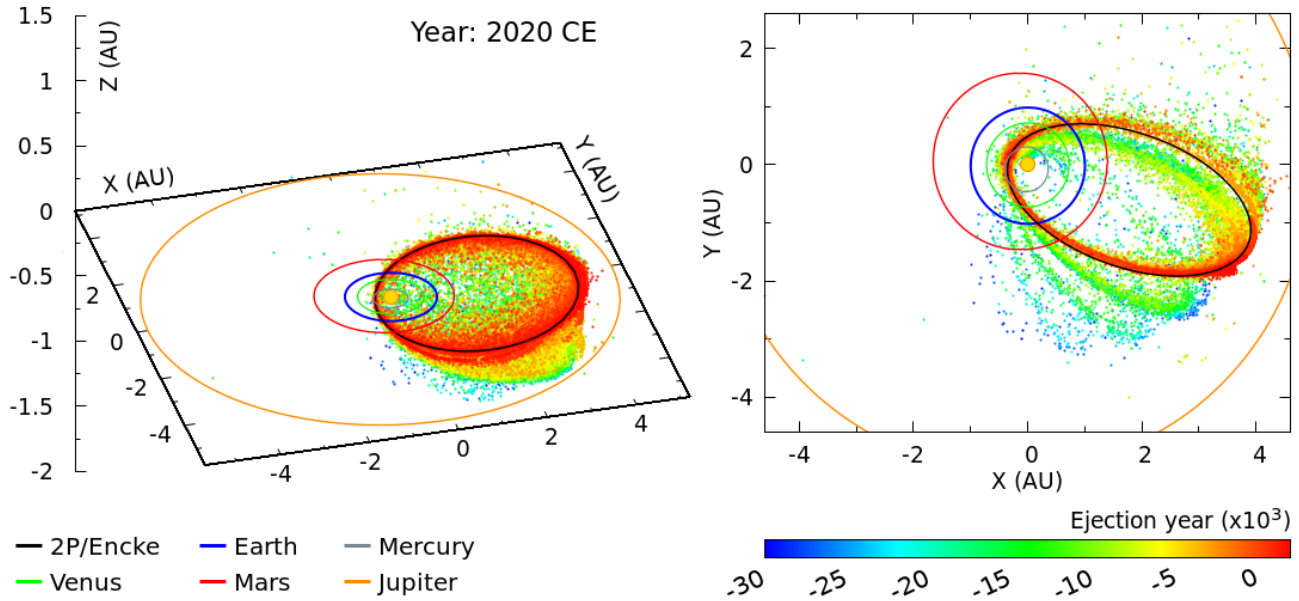 Year: 2020 CE
Z (AU)
1.5
1
0.5
0
-0.5
-1
-1.5
-2
X (AU)
Y (AU)
2
0
-2
-4
-4
-2
0
2
4
Y (AU)
2
0
-2
-4
-4
-2
0
2
4
X (AU)
2P/Encke
Earth
Mercury
Venus
Mars
Jupiter
Ejection year (x10³)
-30
-25
-20
-15
-10
-5
0